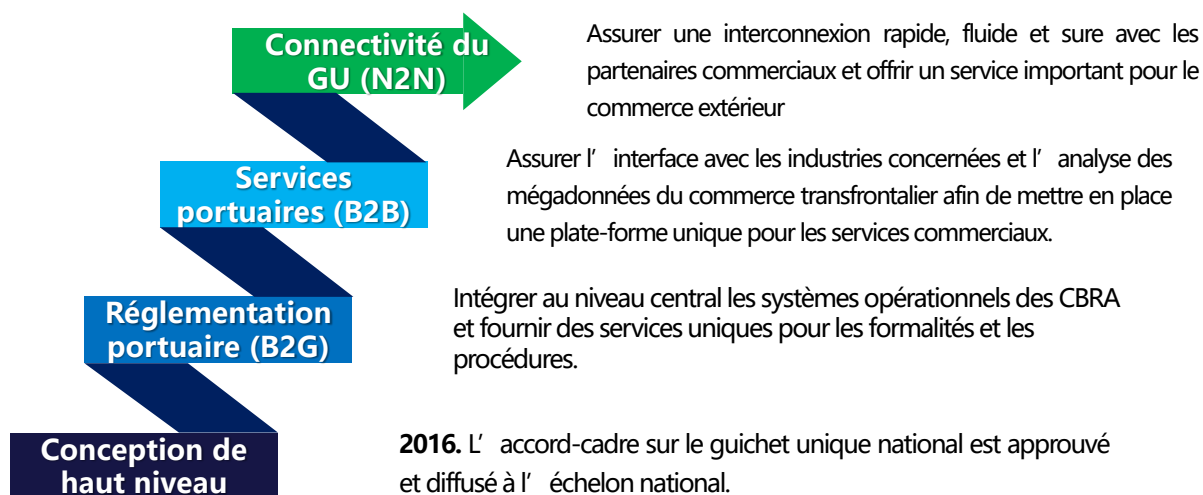 Connectivité du
GU (N2N)
Assurer une interconnexion rapide, fluide et sure avec les
partenaires commerciaux et offrir un service important pour le
commerce extérieur
Services
portuaires (B2B)
Assurer l’ interface avec les industries concernées et l’ analyse des
mégadonnées du commerce transfrontalier afin de mettre en place
une plate-forme unique pour les services commerciaux.
Réglementation
portuaire (B2G)
Intégrer au niveau central les systèmes opérationnels des CBRA
et fournir des services uniques pour les formalités et les
procédures.
Conception de
haut niveau
2016. L’ accord-cadre sur le guichet unique national est approuvé
et diffusé à l’ échelon national.